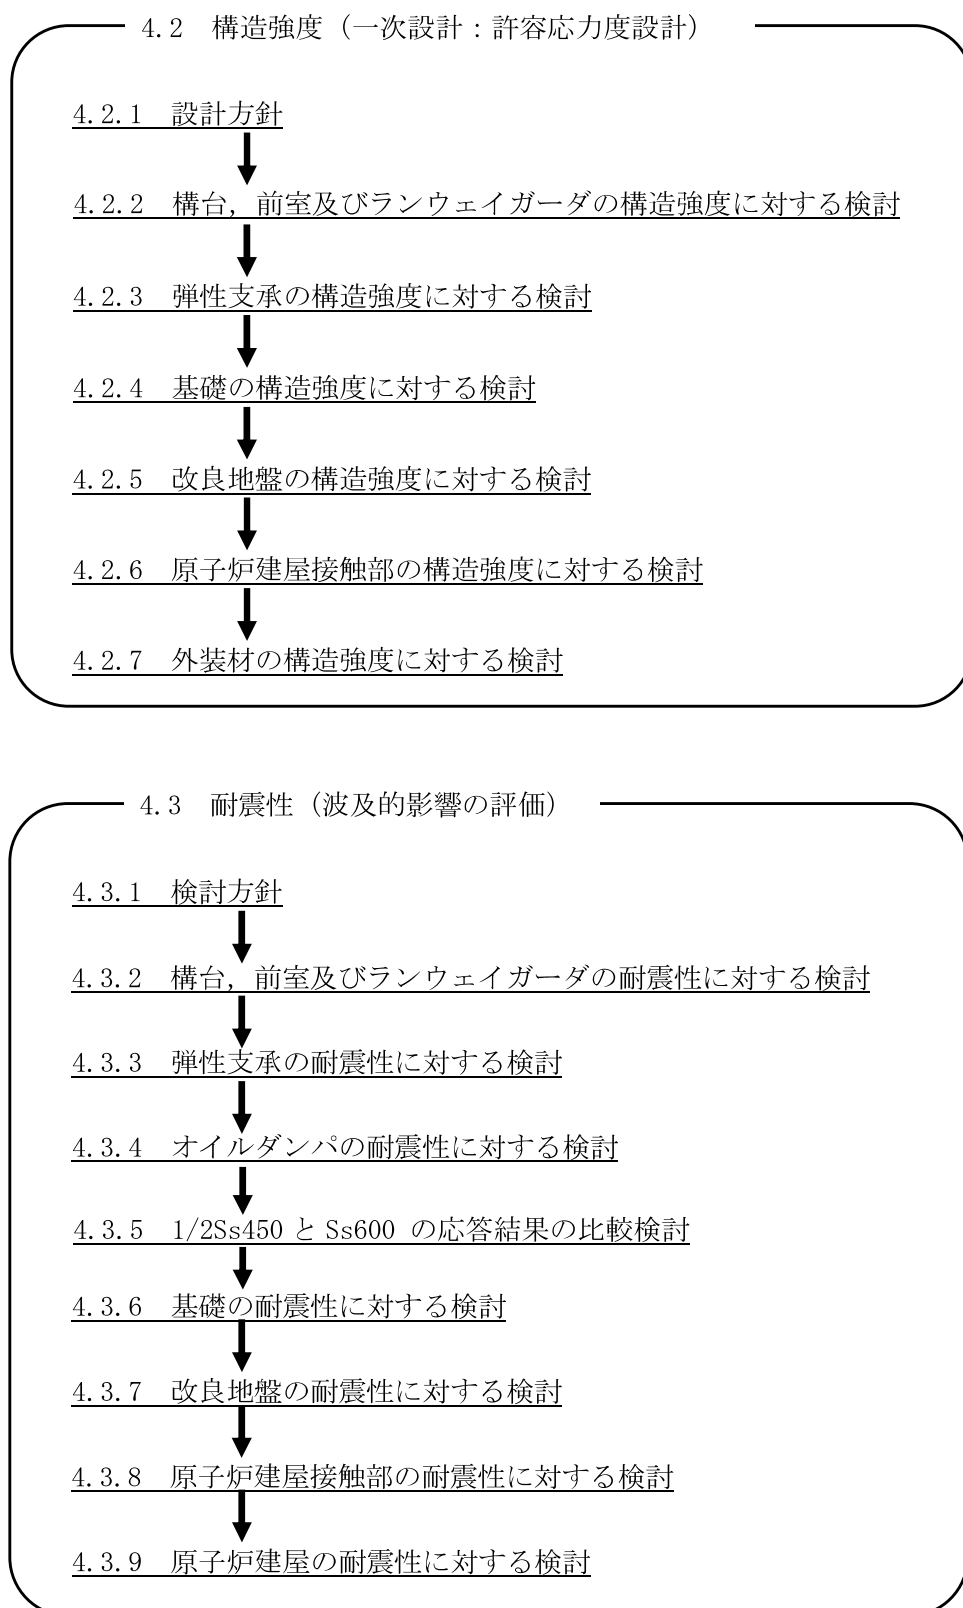 4.2 構造強度（一次設計：許容応力度設計）
4.2.1 設計方針
4.2.2 構台，前室及びランウェイガーダの構造強度に対する検討
4.2.3 弾性支承の構造強度に対する検討
4.2.4 基礎の構造強度に対する検討
4.2.5 改良地盤の構造強度に対する検討
4.2.6 原子炉建屋接触部の構造強度に対する検討
4.2.7 外装材の構造強度に対する検討
4.3 耐震性（波及的影響の評価）
4.3.1 検討方針
4.3.2 構台，前室及びランウェイガーダの耐震性に対する検討
4.3.3 弾性支承の耐震性に対する検討
4.3.4 オイルダンパの耐震性に対する検討
4.3.5 1/2Ss450 と Ss600 の応答結果の比較検討
4.3.6 基礎の耐震性に対する検討
4.3.7 改良地盤の耐震性に対する検討
4.3.8 原子炉建屋接触部の耐震性に対する検討
4.3.9 原子炉建屋の耐震性に対する検討